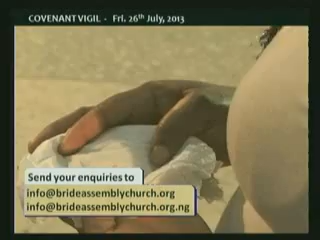 COVENANT VIGIL - Fri. 26th July, 2013
Send your enquiries to
info@brideassemblychurch.org
info@brideassemblychurch.org.ng